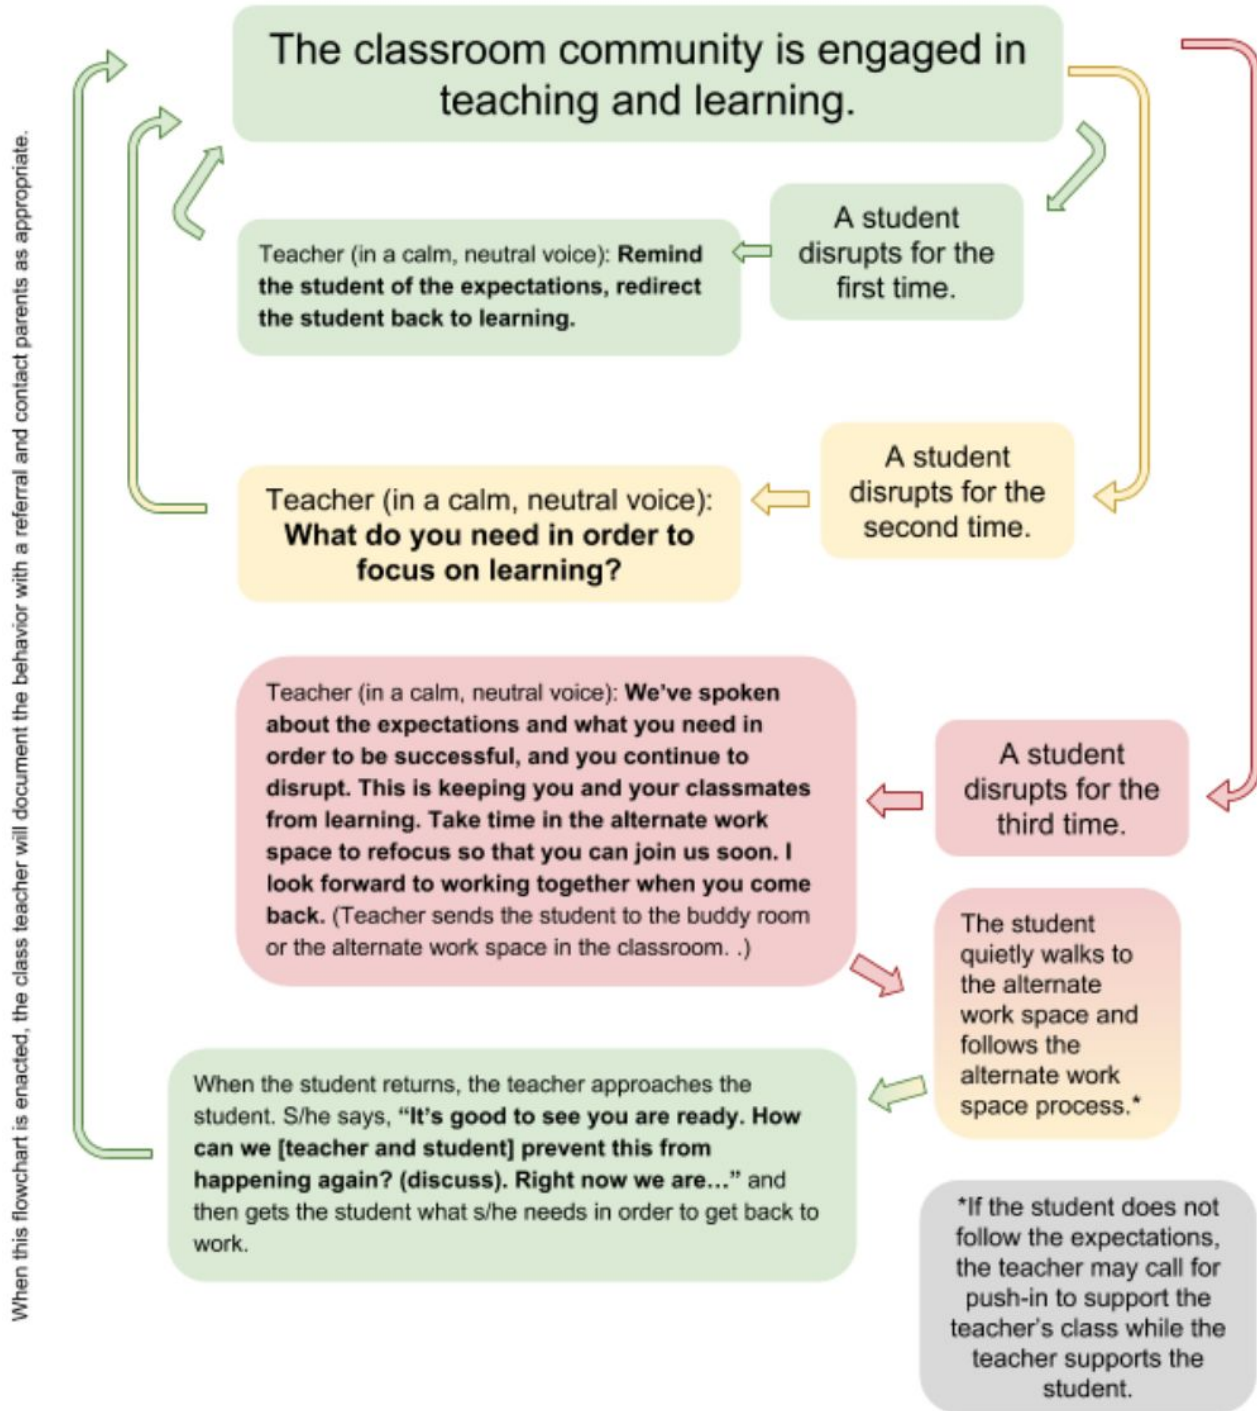 The classroom community is engaged in
teaching and learning.
A student
disrupts for the
first time.
Teacher (in a calm, neutral voice): Remind
the student of the expectations, redirect
the student back to learning.
A student
disrupts for the
second time.
Teacher (in a calm, neutral voice):
What do you need in order to
focus on learning?
A student
disrupts for the
third time.
Teacher (in a calm, neutral voice): We've spoken
about the expectations and what you need in
order to be successful, and you continue to
disrupt. This is keeping you and your classmates
from learning. Take time in the alternate work
space to refocus so that you can join us soon. I
look forward to working together when you come
back. (Teacher sends the student to the buddy room
or the alternate work space in the classroom. .)
The student
quietly walks to
the alternate
work space and
follows the
alternate work
space process.*
When the student returns, the teacher approaches the
student. S/he says, “It's good to see you are ready. How
can we [teacher and student] prevent this from
happening again? (discuss). Right now we are…” and
then gets the student what s/he needs in order to get back to
work.
*If the student does not
follow the expectations,
the teacher may call for
push-in to support the
teacher's class while the
teacher supports the
student.
When this flowchart is enacted, the class teacher will document the behavior with a referral and contact parents as appropriate.